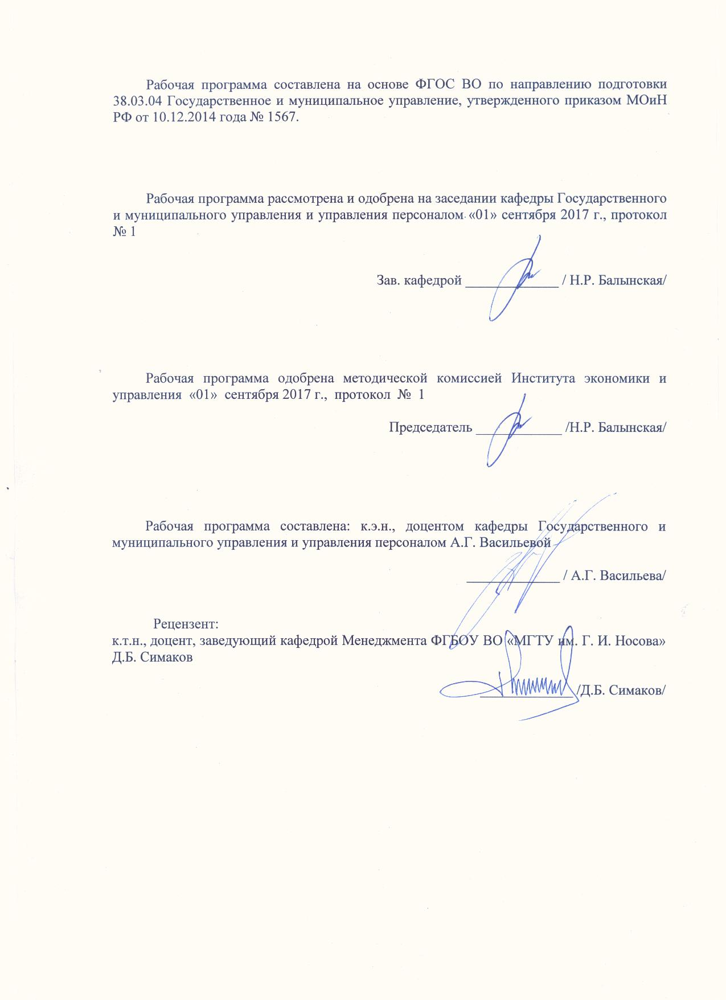 Рабочая программа составлена на основе ФГОС ВО по направлению подготовки
38.03.04 Государственное и муниципальное управление, утвержденного приказом МОиН
РФ от 10.12.2014 года № 1567.
Рабочая программа рассмотрена и одобрена на заседании кафедры Государственного
и муниципального управления и управления персоналом «01» сентября 2017 г., протокол
№ 1
Зав. кафедрой _____________ / Н.Р. Балынская/
Рабочая программа одобрена методической комиссией Института экономики и
управления «01» сентября 2017 г., протокол № 1
Председатель ____________ /Н.Р. Балынская/
Рабочая программа составлена: к.э.н., доцентом кафедры Государственного и
муниципального управления и управления персоналом А.Г. Васильевой
_____________ / А.Г. Васильева/
Рецензент:
к.т.н., доцент, заведующий кафедрой Менеджмента ФГБОУ ВО «МГТУ им. Г. И. Носова»
Д.Б. Симаков
_____________ /Д.Б. Симаков/